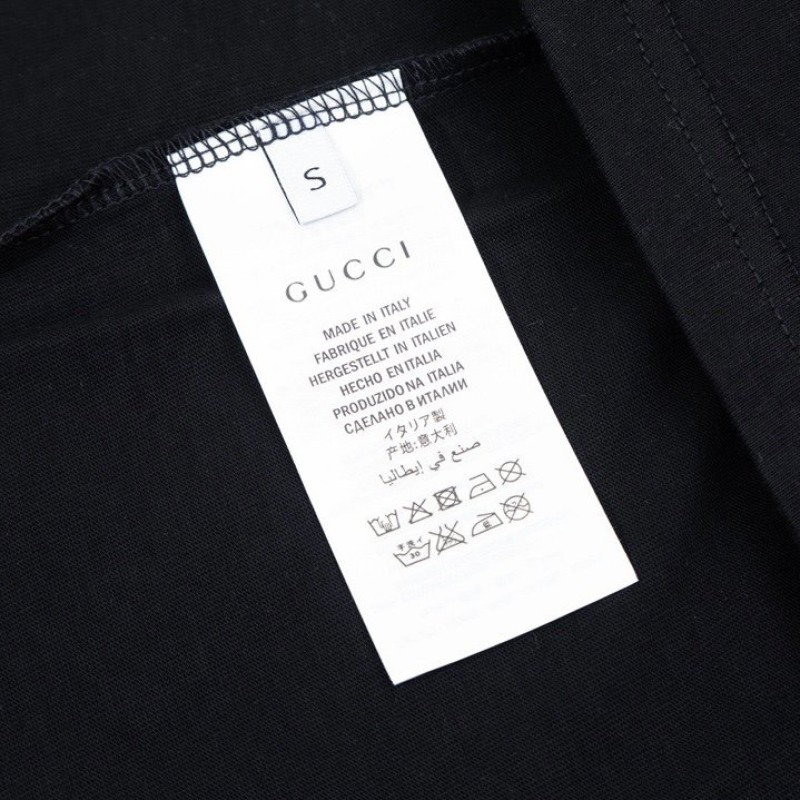 S
GUCCI
MADE IN ITALY
FABRIQUE EN ITALIE
HERGESTELLT IN ITALIEN
HECHO EN ITALIA
PRODUZIDO NA ITALIA
СДЕЛАНО В ИТАЛИИ
イタリア製
产地:意大利
صنع في إيطاليا
30